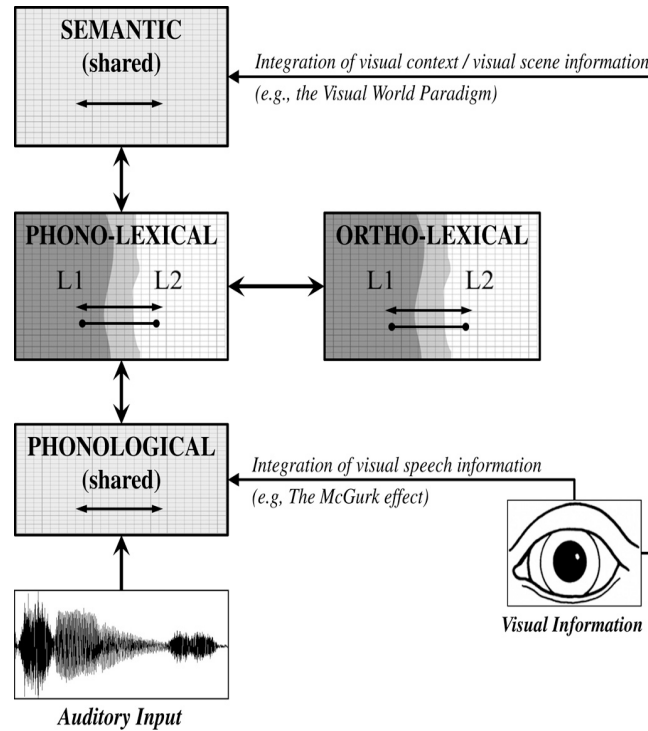 SEMANTIC
(shared)
Integration of visual context / visual scene information
(e.g., the Visual World Paradigm)
PHONO-LEXICAL
L1 L2
ORTHO-LEXICAL
L1 L2
PHONOLOGICAL
(shared)
Integration of visual speech information
(e.g, The McGurk effect)
Visual Information
Auditory Input